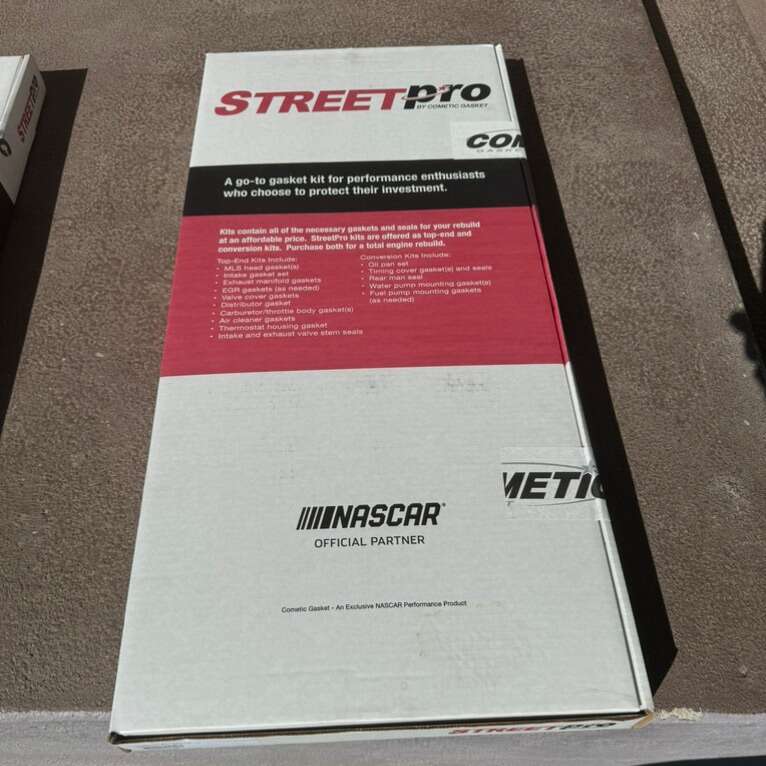 STREETpro
BY COMETIC GASKET
COM
GASKE
A go-to gasket kit for performance enthusiasts
who choose to protect their investment.
Kits contain all of the necessary gaskets and seals for your rebuild
at an affordable price. StreetPro kits are offered as top-end and
conversion kits. Purchase both for a total engine rebuild.
Top-End Kits Include:
· MLS head gasket(s)
· Intake gasket set
· Exhaust manifold gaskets
· EGR gaskets (as needed)
· Valve cover gaskets
· Distributor gasket
· Carburetor/throttle body gasket(s)
· Air cleaner gaskets
· Thermostat housing gasket
· Intake and exhaust valve stem seals
Conversion Kits Include:
· Oil pan set
· Timing cover gasket(s) and seals
· Rear main seal
· Water pump mounting gasket(s)
· Fuel pump mounting gaskets
(as needed)
METIC
NASCAR®
OFFICIAL PARTNER
Cometic Gasket - An Exclusive NASCAR Performance Product
STREETpro
STREETpro